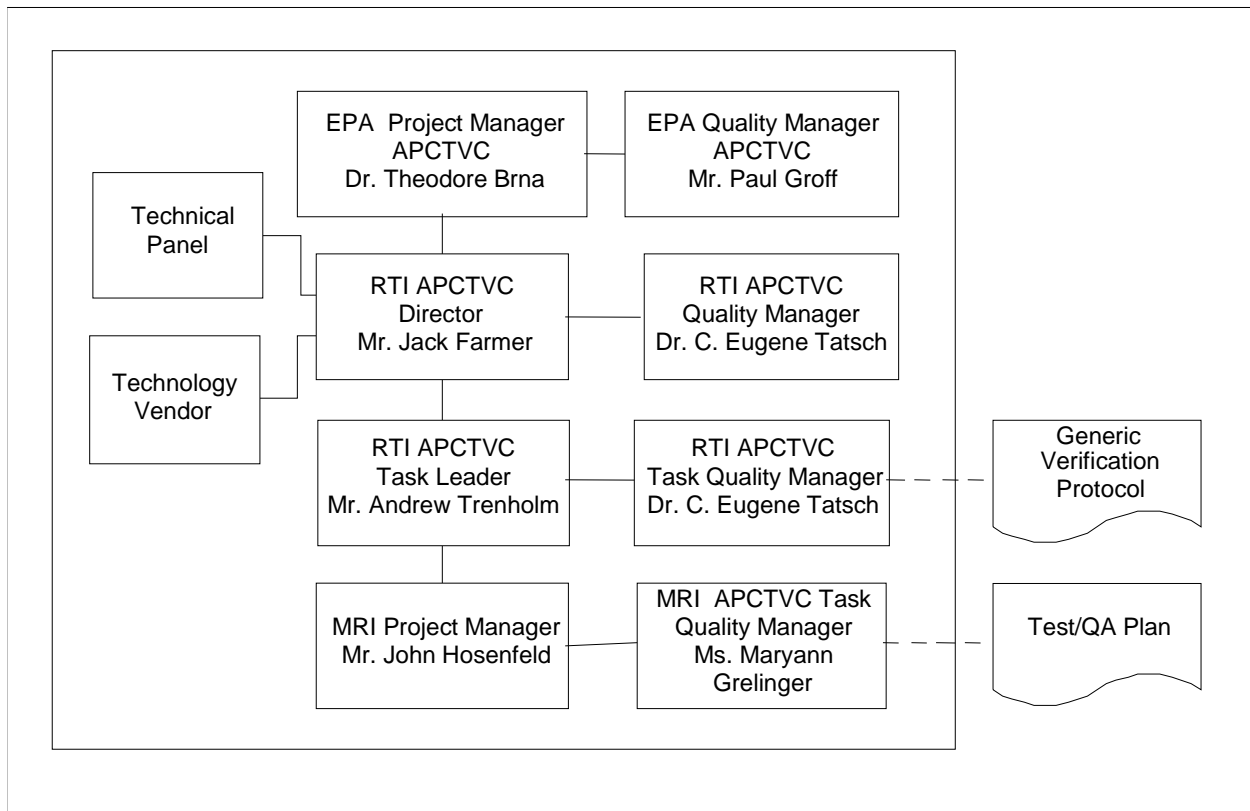 EPA Project Manager
APCTVC
Dr. Theodore Brna
EPA Quality Manager
APCTVC
Mr. Paul Groff
Technical
Panel
RTI APCTVC
Director
Mr. Jack Farmer
RTI APCTVC
Quality Manager
Dr. C. Eugene Tatsch
Technology
Vendor
RTI APCTVC
Task Leader
Mr. Andrew Trenholm
RTI APCTVC
Task Quality Manager
Dr. C. Eugene Tatsch
Generic
Verification
Protocol
MRI Project Manager
Mr. John Hosenfeld
MRI APCTVC Task
Quality Manager
Ms. Maryann
Grelinger
Test/QA Plan